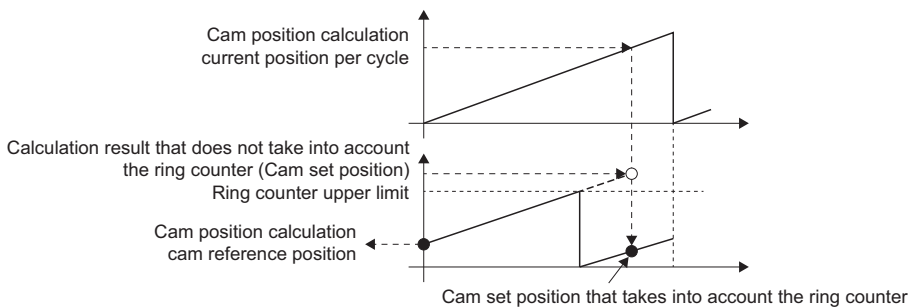 Cam position calculation
current position per cycle
Calculation result that does not take into account
the ring counter (Cam set position)
Ring counter upper limit
Cam position calculation
cam reference position
Cam set position that takes into account the ring counter